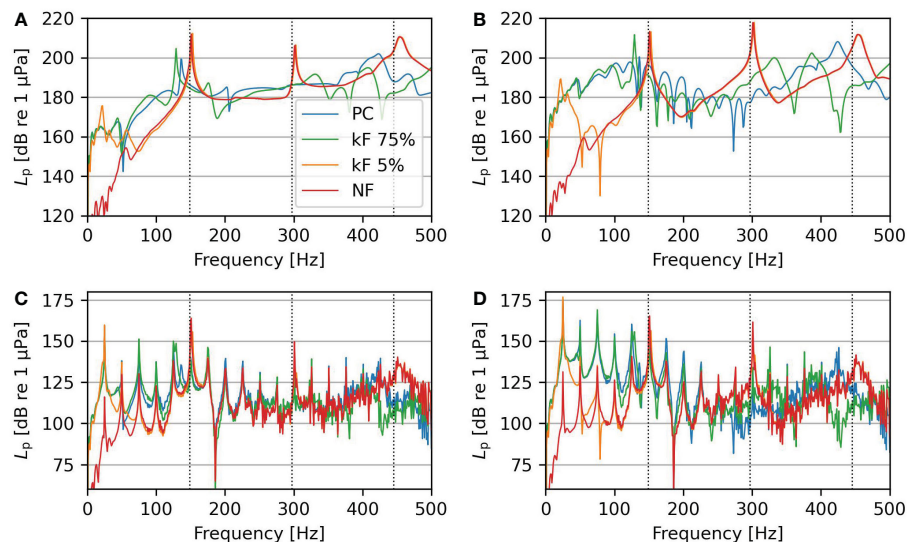 A
220
200
180
160
140
120
Lp [dB re 1 μPa]
0 100 200 300 400 500
Frequency [Hz]
PC
kF 75%
kF 5%
NF
B
220
200
180
160
140
120
Lp [dB re 1 μPa]
0 100 200 300 400 500
Frequency [Hz]
C
175
150
125
100
75
Lp [dB re 1 μPa]
0 100 200 300 400 500
Frequency [Hz]
D
175
150
125
100
75
Lp [dB re 1 μPa]
0 100 200 300 400 500
Frequency [Hz]